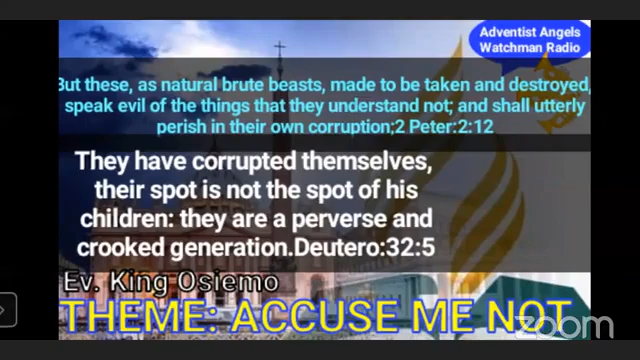 Adventist Angels
Watchman Radio
But these, as natural brute beasts, made to be taken and destroyed,
speak evil of the things that they understand not; and shall utterly
perish in their own corruption;2 Peter:2:12
They have corrupted themselves,
their spot is not the spot of his
children: they are a perverse and
crooked generation.Deutero:32:5
Ev. King Osiemo
THEME: ACCUSE ME NOT
zoom